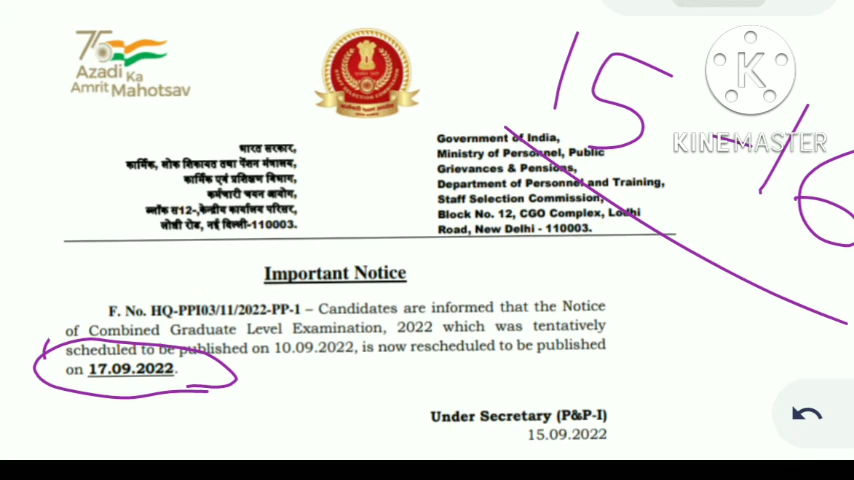 75
Azadi Ka
Amrit Mahotsav
भारत सरकार,
कार्मिक, लोक शिकायत तथा पेंशन मंत्रालय,
कार्मिक एवं प्रशिक्षण विभाग,
कर्मचारी चयन आयोग,
ब्लॉक स12-,केन्द्रीय कार्यालय परिसर,
लोधी रोड, नई दिल्ली-110003.
Government of India,
Ministry of Personnel, Public
Grievances & Pensions,
Department of Personnel and Training,
Staff Selection Commission,
Block No. 12, CGO Complex, Lodhi
Road, New Delhi - 110003.
15 - 16
K
KINEMASTER
Important Notice
F. No. HQ-PPI03/11/2022-PP-1 – Candidates are informed that the Notice
of Combined Graduate Level Examination, 2022 which was tentatively
scheduled to be published on 10.09.2022, is now rescheduled to be published
on 17.09.2022.
Under Secretary (P&P-I)
15.09.2022